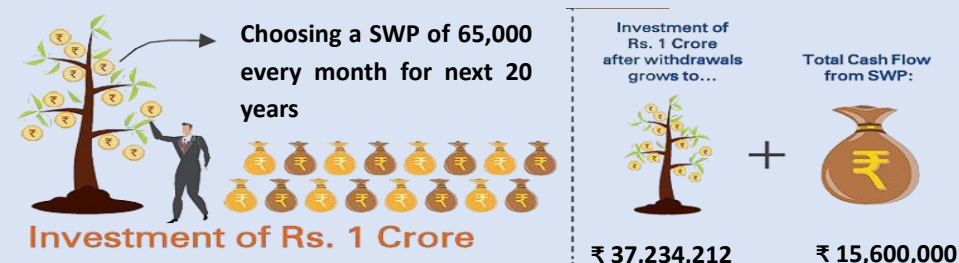 Choosing a SWP of 65,000
every month for next 20
years
Investment of Rs. 1 Crore
Investment of
Rs. 1 Crore
after withdrawals
grows to...
₹ 37,234,212
+
Total Cash Flow
from SWP:
₹ 15,600,000